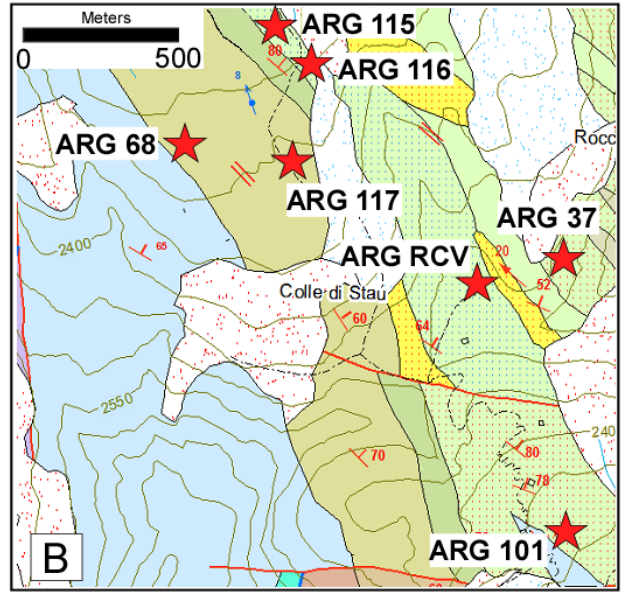 Meters
0 500
ARG 115
80
ARG 116
8
ARG 68
Rocc
ARG 117
ARG 37
2400
65
ARG RCV
20
52
Colle di Stau
60
64
2550
240
70
80
78
ARG 101
B